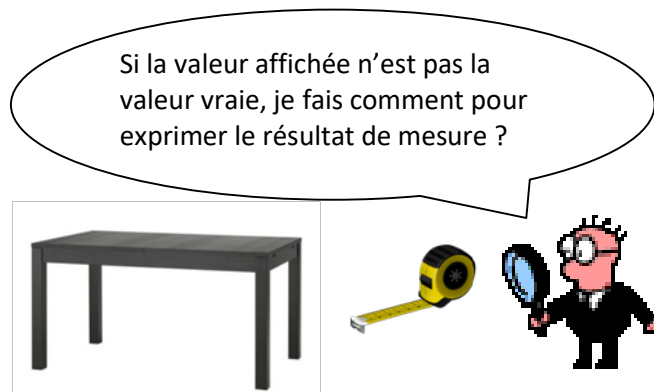 Si la valeur affichée n’est pas la
valeur vraie, je fais comment pour
exprimer le résultat de mesure ?